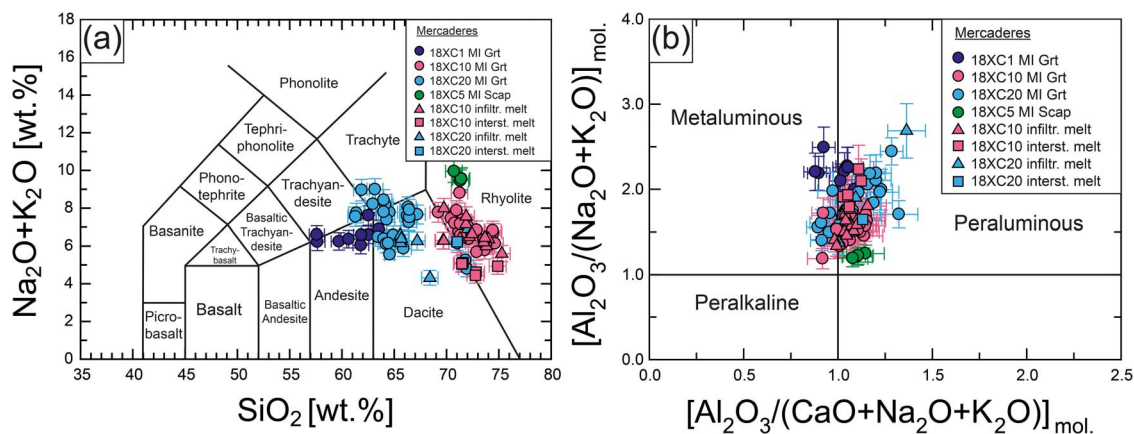 (a)
Na₂O+K₂O [wt.%]
18
16
14
12
10
8
6
4
2
0
Phonolite
Tephri-
phonolite
Trachyte
Phono-
tephrite
Trachyan-
desite
Rhyolite
Basanite
Basaltic
Trachyan-
desite
Trachy-
basalt
Picro-
basalt
Basalt
Basaltic
Andesite
Andesite
Dacite
Mercaderes
18XC1 MI Grt
18XC10 MI Grt
18XC20 MI Grt
18XC5 MI Scap
18XC10 infiltr. melt
18XC10 interst. melt
18XC20 infiltr. melt
18XC20 interst. melt
35 40 45 50 55 60 65 70 75 80
SiO₂ [wt.%]
(b)
[Al₂O₃/(Na₂O+K₂O)]mol.
4.0
3.0
2.0
1.0
0.0
Metaluminous
Peraluminous
Peralkaline
Mercaderes
18XC1 MI Grt
18XC10 MI Grt
18XC20 MI Grt
18XC5 MI Scap
18XC10 infiltr. melt
18XC10 interst. melt
18XC20 infiltr. melt
18XC20 interst. melt
0.0 0.5 1.0 1.5 2.0 2.5
[Al₂O₃/(CaO+Na₂O+K₂O)]mol.